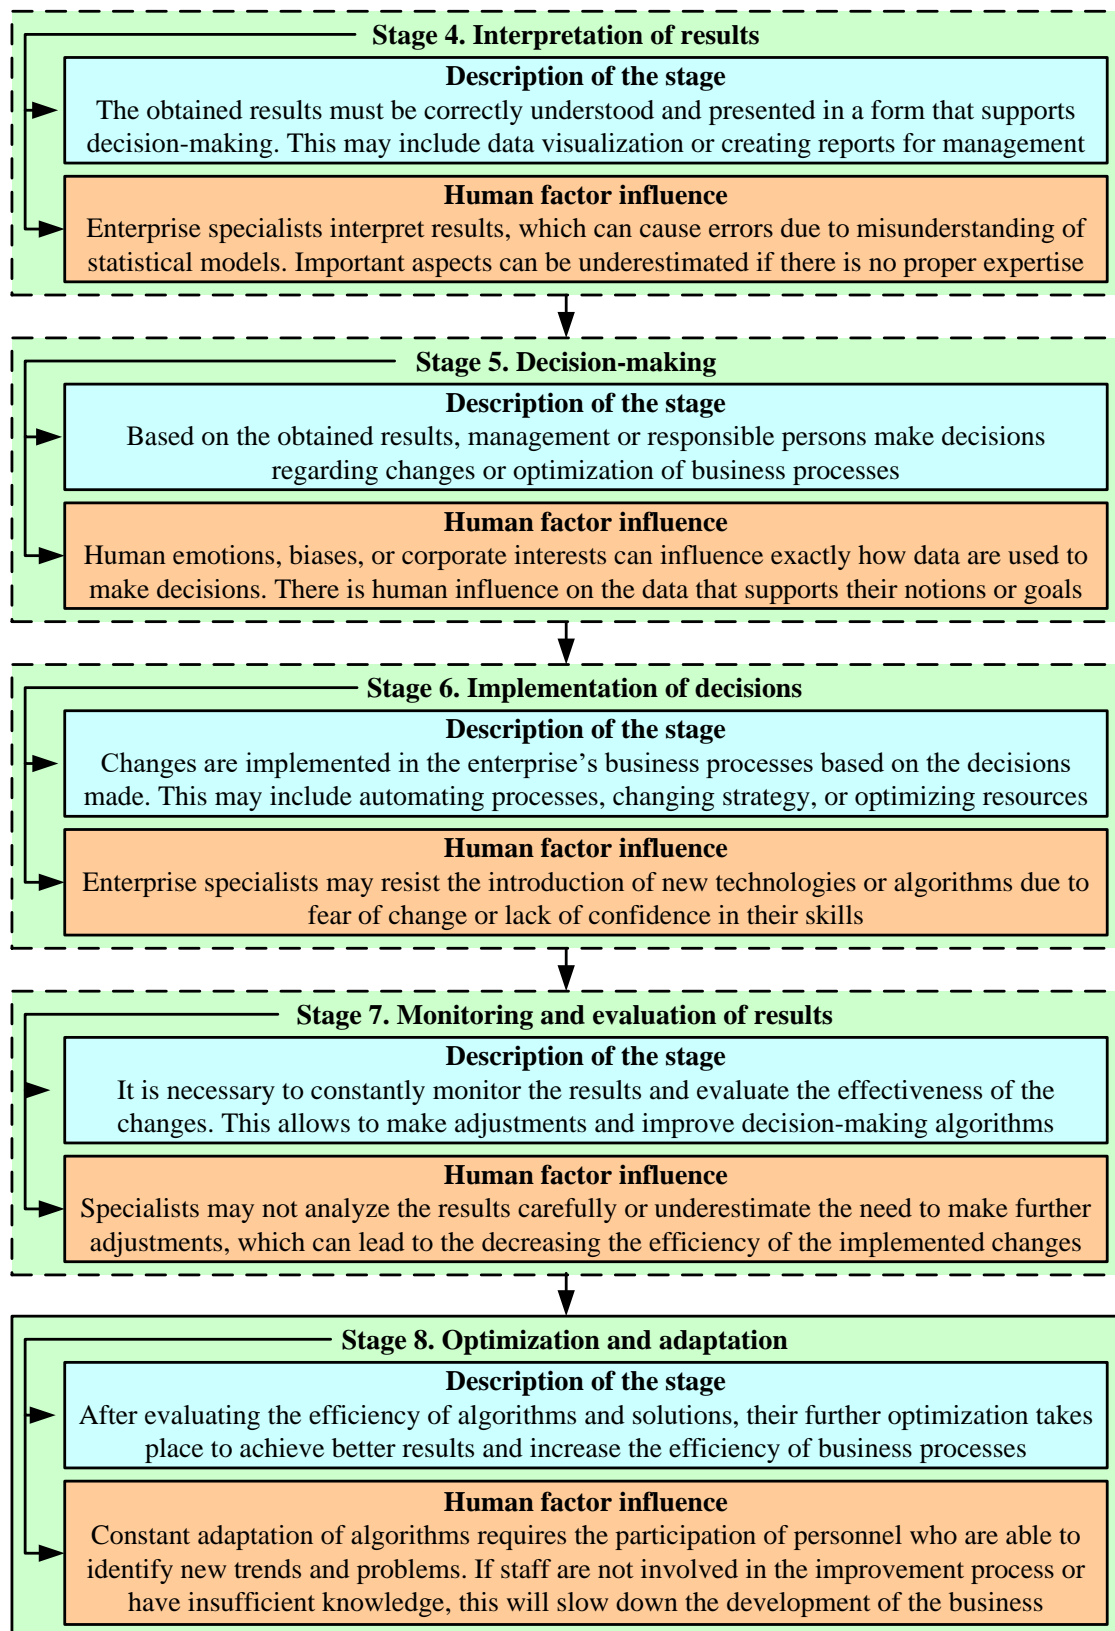 Stage 4. Interpretation of results
Description of the stage
The obtained results must be correctly understood and presented in a form that supports
decision-making. This may include data visualization or creating reports for management
Human factor influence
Enterprise specialists interpret results, which can cause errors due to misunderstanding of
statistical models. Important aspects can be underestimated if there is no proper expertise
Stage 5. Decision-making
Description of the stage
Based on the obtained results, management or responsible persons make decisions
regarding changes or optimization of business processes
Human factor influence
Human emotions, biases, or corporate interests can influence exactly how data are used to
make decisions. There is human influence on the data that supports their notions or goals
Stage 6. Implementation of decisions
Description of the stage
Changes are implemented in the enterprise’s business processes based on the decisions
made. This may include automating processes, changing strategy, or optimizing resources
Human factor influence
Enterprise specialists may resist the introduction of new technologies or algorithms due to
fear of change or lack of confidence in their skills
Stage 7. Monitoring and evaluation of results
Description of the stage
It is necessary to constantly monitor the results and evaluate the effectiveness of the
changes. This allows to make adjustments and improve decision-making algorithms
Human factor influence
Specialists may not analyze the results carefully or underestimate the need to make further
adjustments, which can lead to the decreasing the efficiency of the implemented changes
Stage 8. Optimization and adaptation
Description of the stage
After evaluating the efficiency of algorithms and solutions, their further optimization takes
place to achieve better results and increase the efficiency of business processes
Human factor influence
Constant adaptation of algorithms requires the participation of personnel who are able to
identify new trends and problems. If staff are not involved in the improvement process or
have insufficient knowledge, this will slow down the development of the business